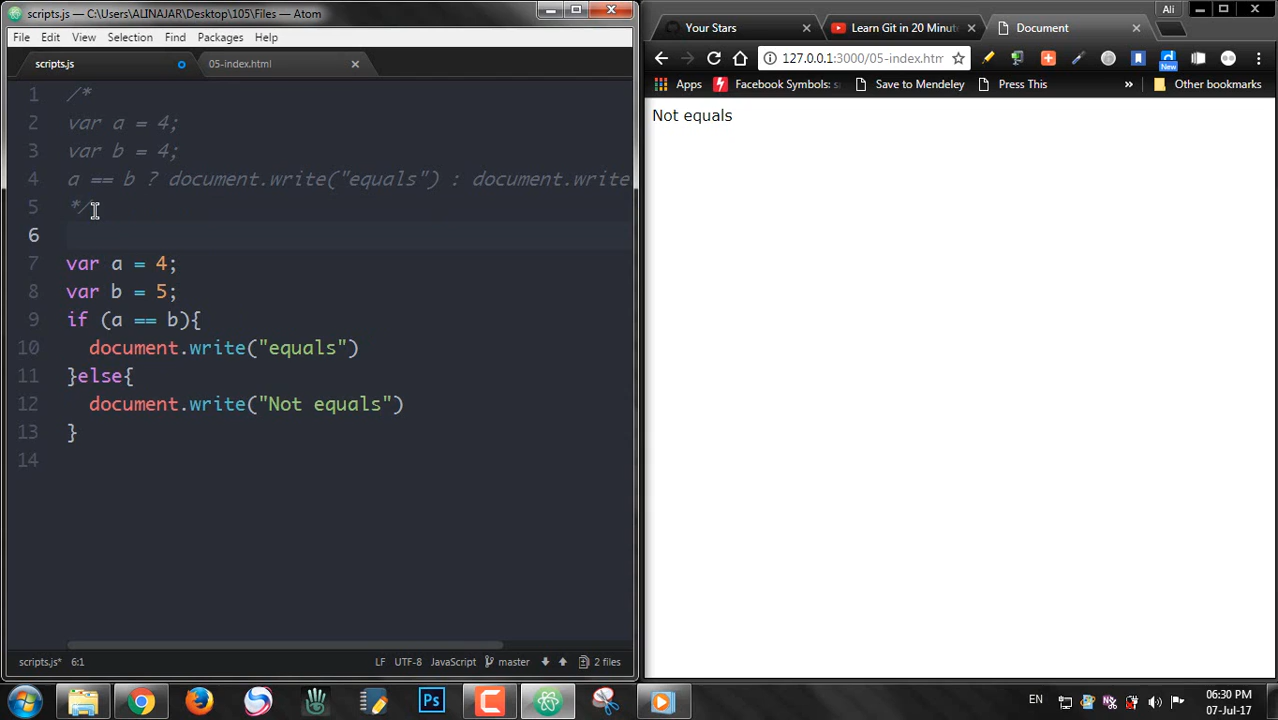 scripts.js — C:\Users\ALINAJAR\Desktop\105\Files — Atom
File Edit View Selection Find Packages Help
scripts.js 05-index.html
1 /*
2 var a = 4;
3 var b = 4;
4 a == b ? document.write("equals") : document.write
5 */
6
7 var a = 4;
8 var b = 5;
9 if (a == b){
10 document.write("equals")
11 }else{
12 document.write("Not equals")
13 }
14
scripts.js* 6:1 LF UTF-8 JavaScript master 2 files
Ali
Your Stars Learn Git in 20 Minute Document
127.0.0.1:3000/05-index.htm
New
Apps Facebook Symbols: Save to Mendeley Press This » Other bookmarks
Not equals
Ps
EN
06:30 PM
07-Jul-17